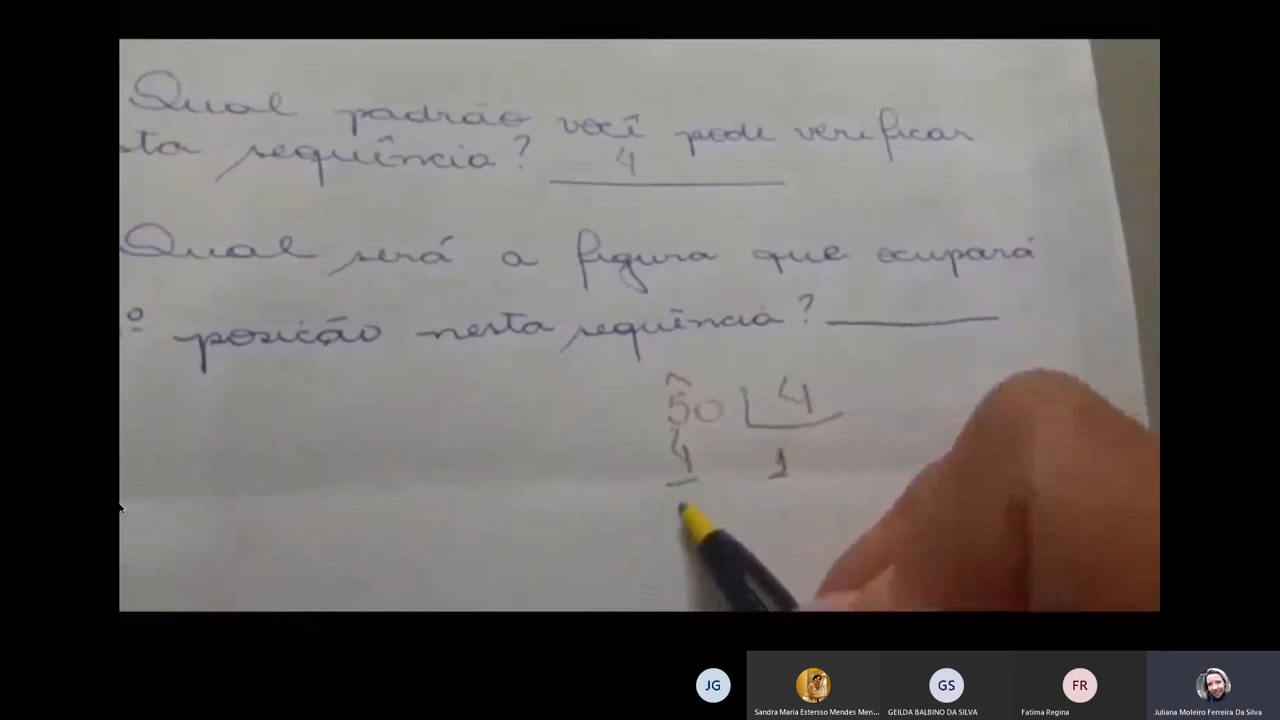 Qual padrão você pode verificar
ta sequência? 4
Qual será a figura que ocupará
º posição nesta sequência?
50 4
4 1
JG
GS
FR
Sandra Maria Estersso Mendes Men...
GEILDA BALBINO DA SILVA
Fatima Regina
Juliana Moleiro Ferreira Da Silva